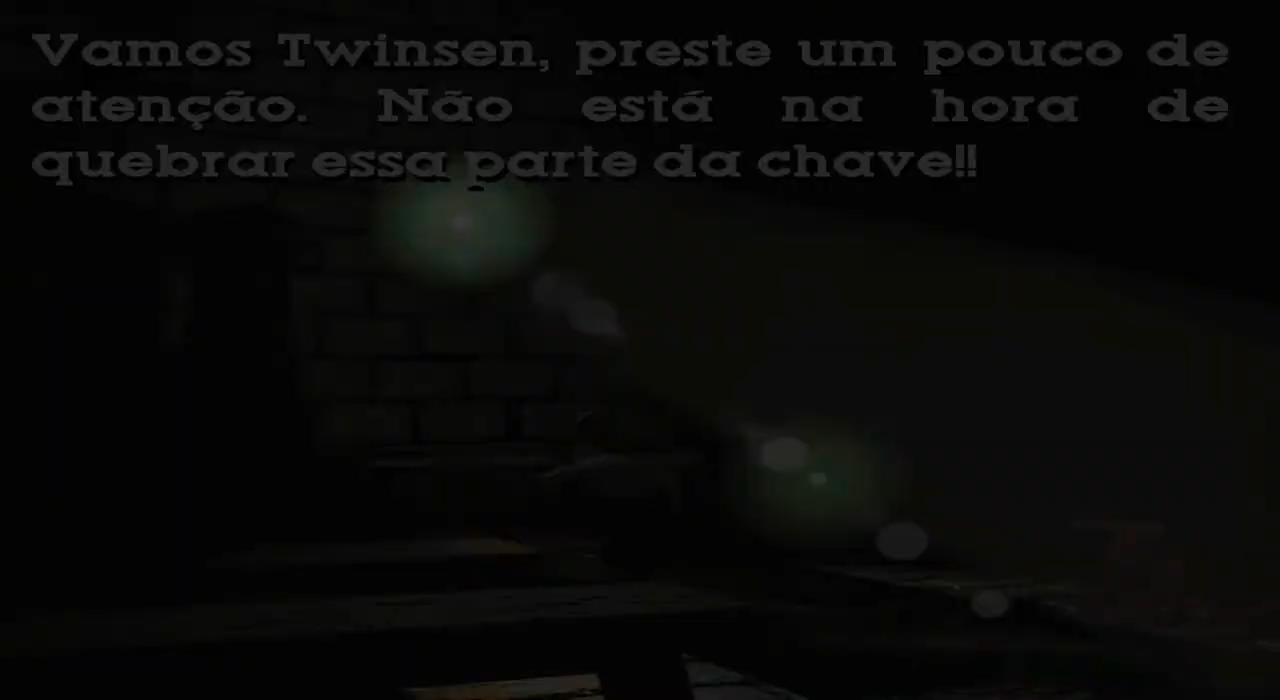 Vamos Twinsen, preste um pouco de
atenção. Não está na hora de
quebrar essa parte da chave!!